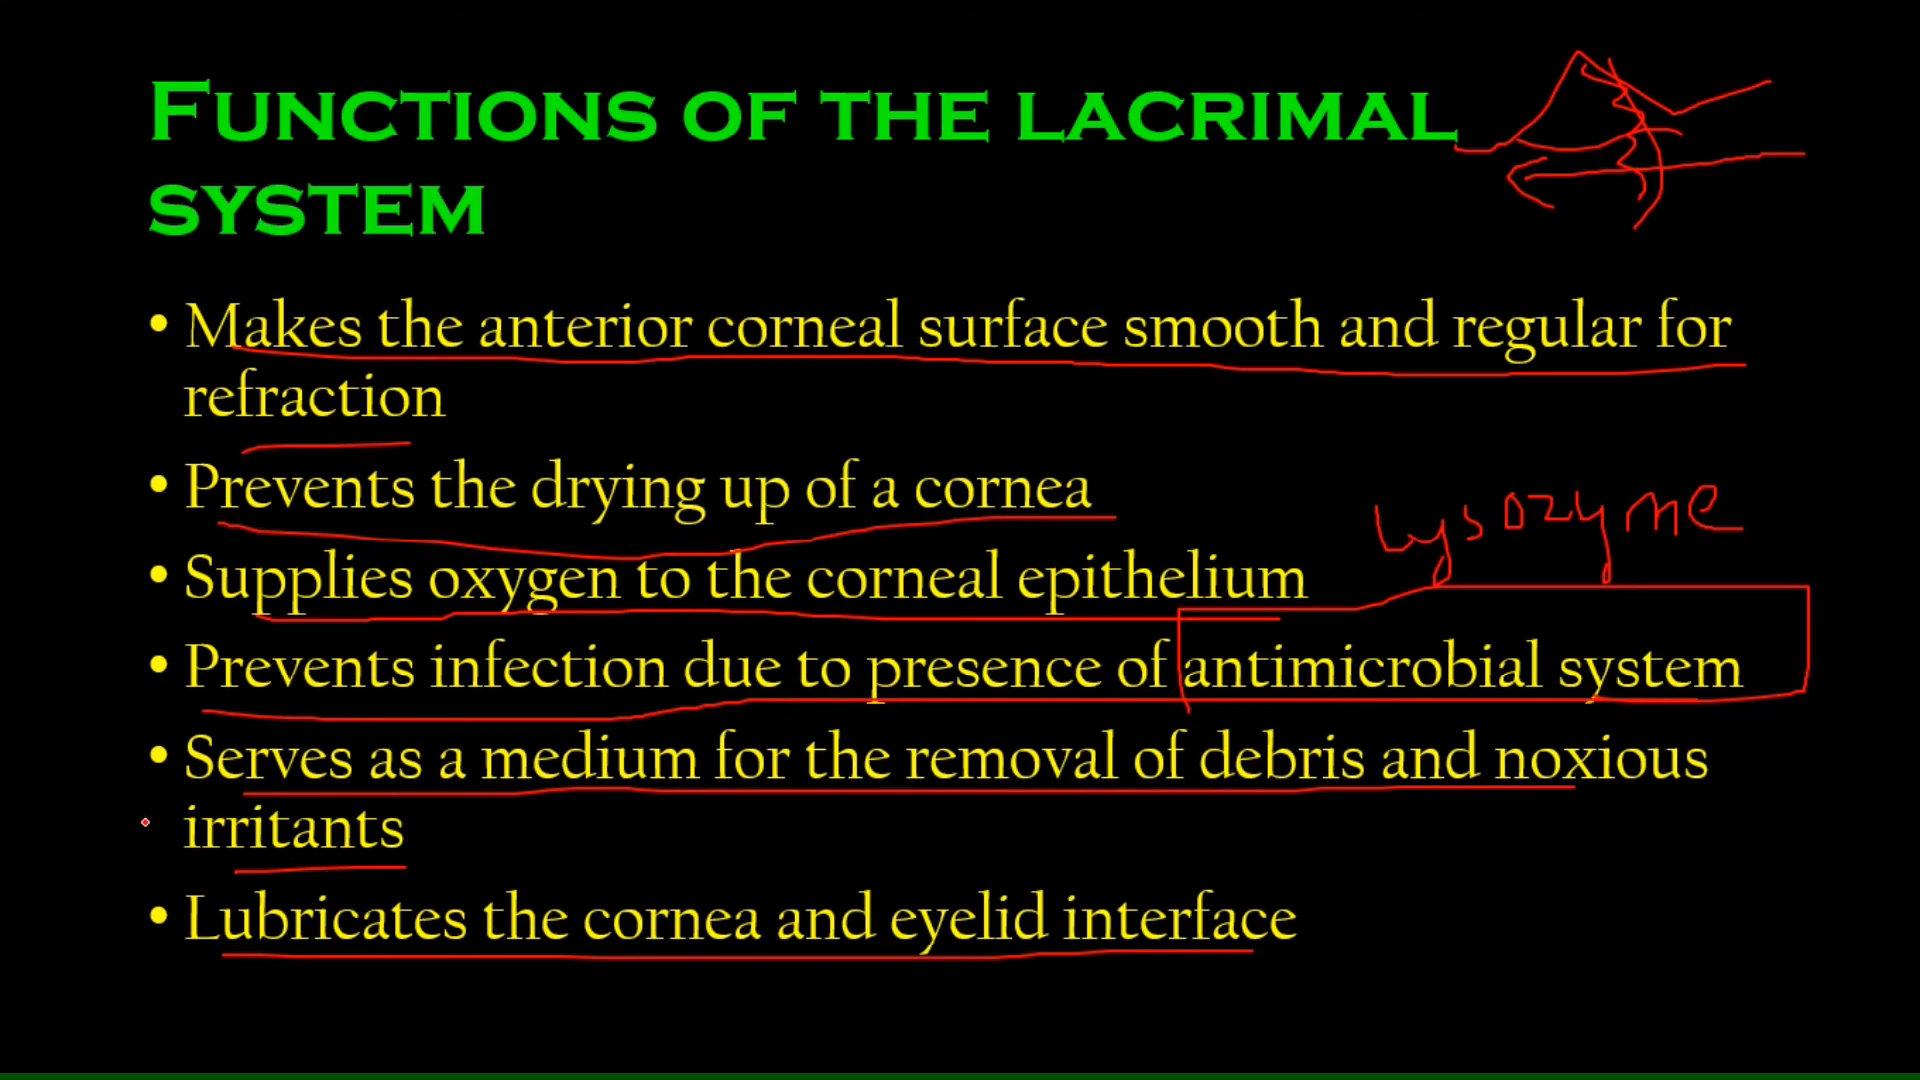 FUNCTIONS OF THE LACRIMAL
SYSTEM
• Makes the anterior corneal surface smooth and regular for
refraction
• Prevents the drying up of a cornea
Lysozyme
• Supplies oxygen to the corneal epithelium
• Prevents infection due to presence of antimicrobial system
• Serves as a medium for the removal of debris and noxious
irritants
• Lubricates the cornea and eyelid interface